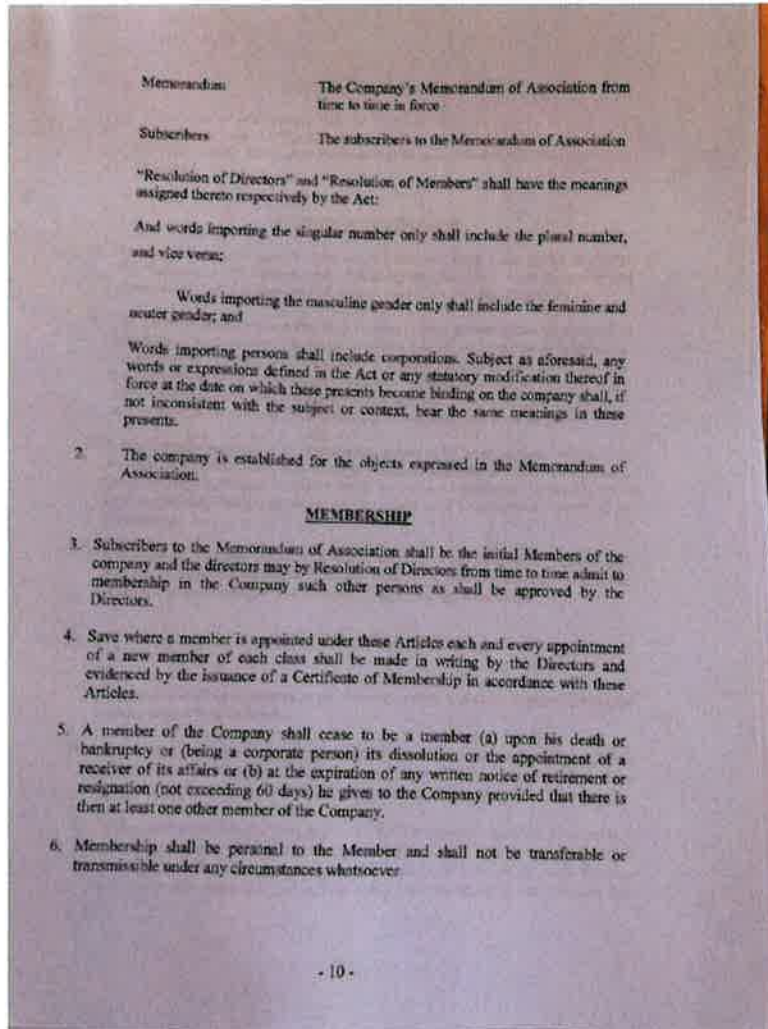 Memorandum The Company's Memorandum of Association from
time to time in force
Subscribers The subscribers to the Memorandum of Association
"Resolution of Directors" and "Resolution of Members" shall have the meanings
assigned thereto respectively by the Act:
And words importing the singular number only shall include the plural number,
and vice versa;
Words importing the masculine gender only shall include the feminine and
neuter gender; and
Words importing persons shall include corporations. Subject as aforesaid, any
words or expressions defined in the Act or any statutory modification thereof in
force at the date on which these presents become binding on the company shall, if
not inconsistent with the subject or context, bear the same meanings in these
presents.
2. The company is established for the objects expressed in the Memorandum of
Association.
MEMBERSHIP
3. Subscribers to the Memorandum of Association shall be the initial Members of the
company and the directors may by Resolution of Directors from time to time admit to
membership in the Company such other persons as shall be approved by the
Directors.
4. Save where a member is appointed under these Articles each and every appointment
of a new member of each class shall be made in writing by the Directors and
evidenced by the issuance of a Certificate of Membership in accordance with these
Articles.
5. A member of the Company shall cease to be a member (a) upon his death or
bankruptcy or (being a corporate person) its dissolution or the appointment of a
receiver of its affairs or (b) at the expiration of any written notice of retirement or
resignation (not exceeding 60 days) he gives to the Company provided that there is
then at least one other member of the Company.
6. Membership shall be personal to the Member and shall not be transferable or
transmissible under any circumstances whatsoever
- 10 -